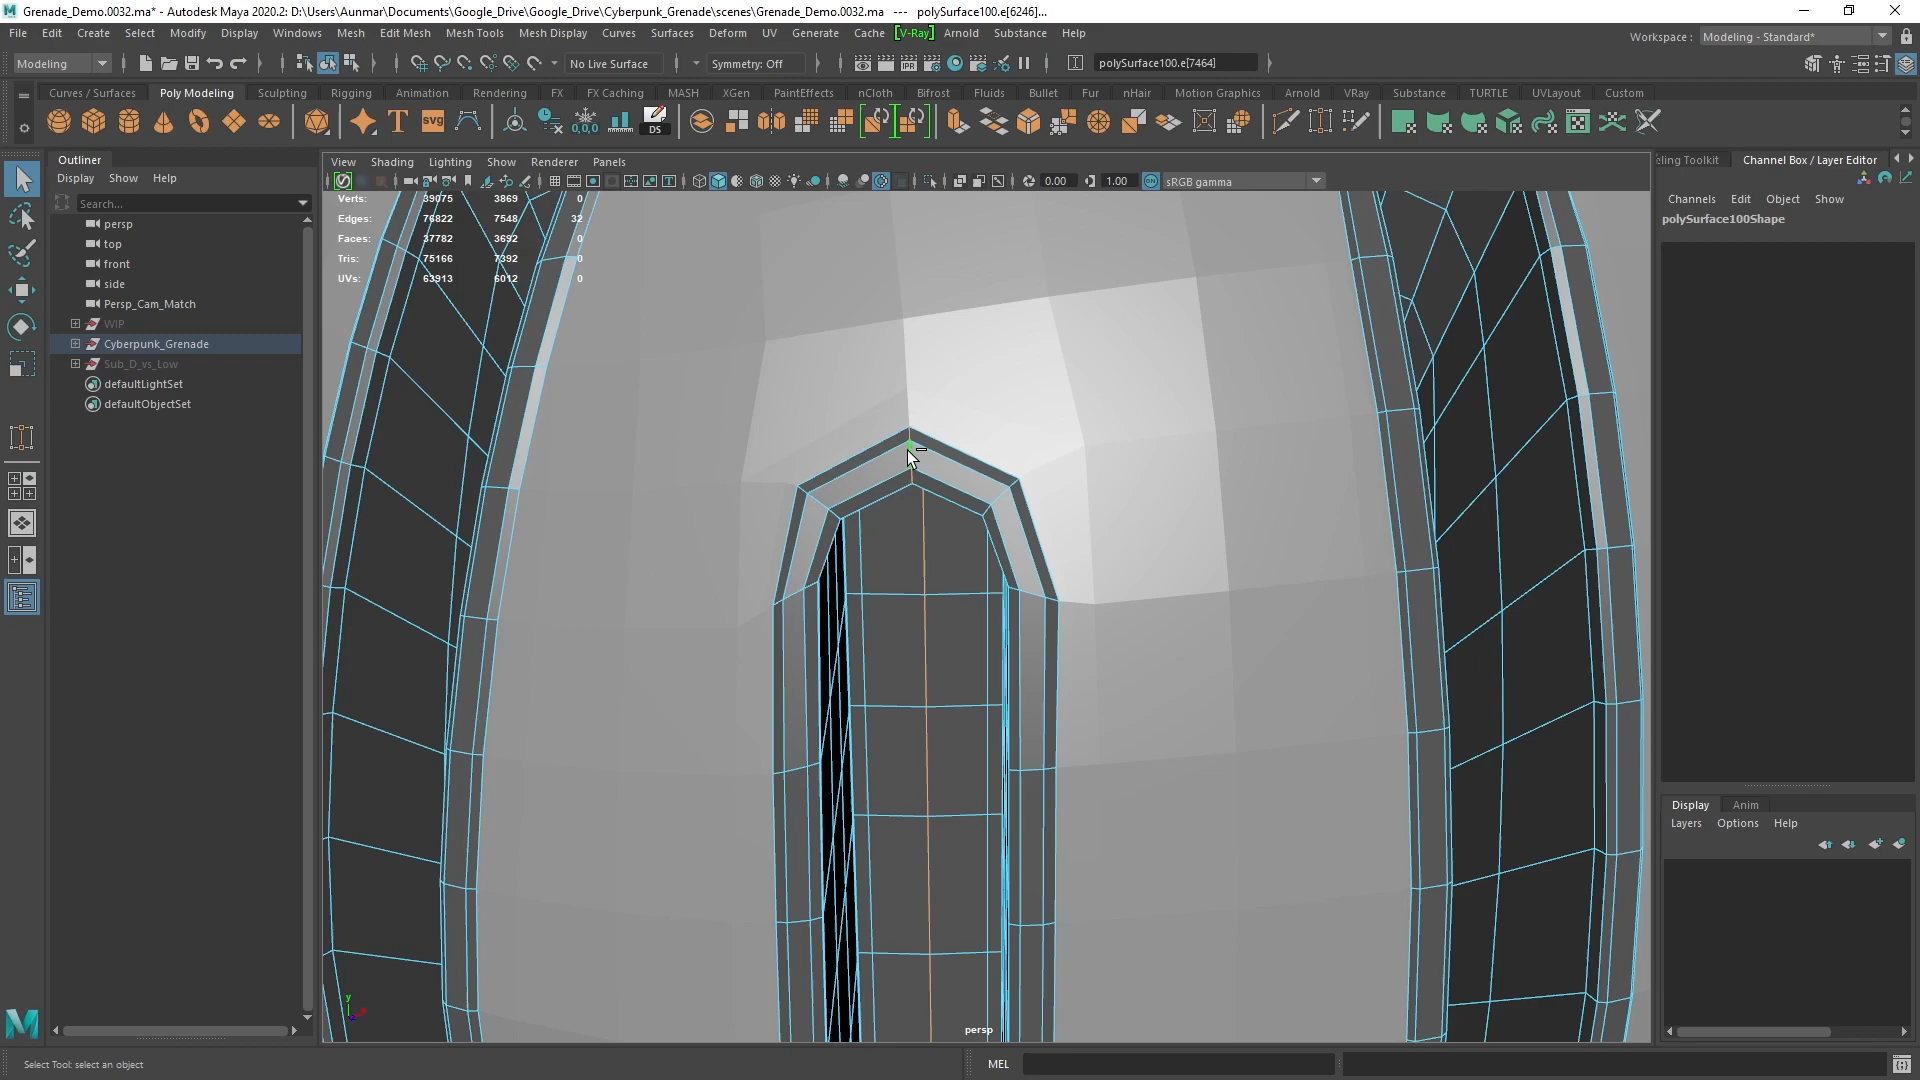 Grenade_Demo.0032.ma* - Autodesk Maya 2020.2: D:\Users\Aunmar\Documents\Google_Drive\Google_Drive\Cyberpunk_Grenade\scenes\Grenade_Demo.0032.ma --- polySurface100.e[6246]...
File Edit Create Select Modify Display Windows Mesh Edit Mesh Mesh Tools Mesh Display Curves Surfaces Deform UV Generate Cache [V-Ray] Arnold Substance Help
Workspace : Modeling - Standard*
Modeling No Live Surface Symmetry: Off polySurface100.e[7464]
Curves / Surfaces Poly Modeling Sculpting Rigging Animation Rendering FX FX Caching MASH XGen PaintEffects nCloth Bifrost Fluids Bullet Fur nHair Motion Graphics Arnold VRay Substance TURTLE UVLayout Custom
T SVG 0,0,0 DS
Outliner
Display Show Help
Search...
persp
top
front
side
Persp_Cam_Match
WIP
Cyberpunk_Grenade
Sub_D_vs_Low
defaultLightSet
defaultObjectSet
View Shading Lighting Show Renderer Panels
0.00 1.00 sRGB gamma
Verts: 39075 3869 0
Edges: 76822 7548 32
Faces: 37782 3692 0
Tris: 75166 7392 0
UVs: 63913 6012 0
y
persp
eling Toolkit Channel Box / Layer Editor
Channels Edit Object Show
polySurface100Shape
Display Anim
Layers Options Help
Select Tool: select an object
MEL